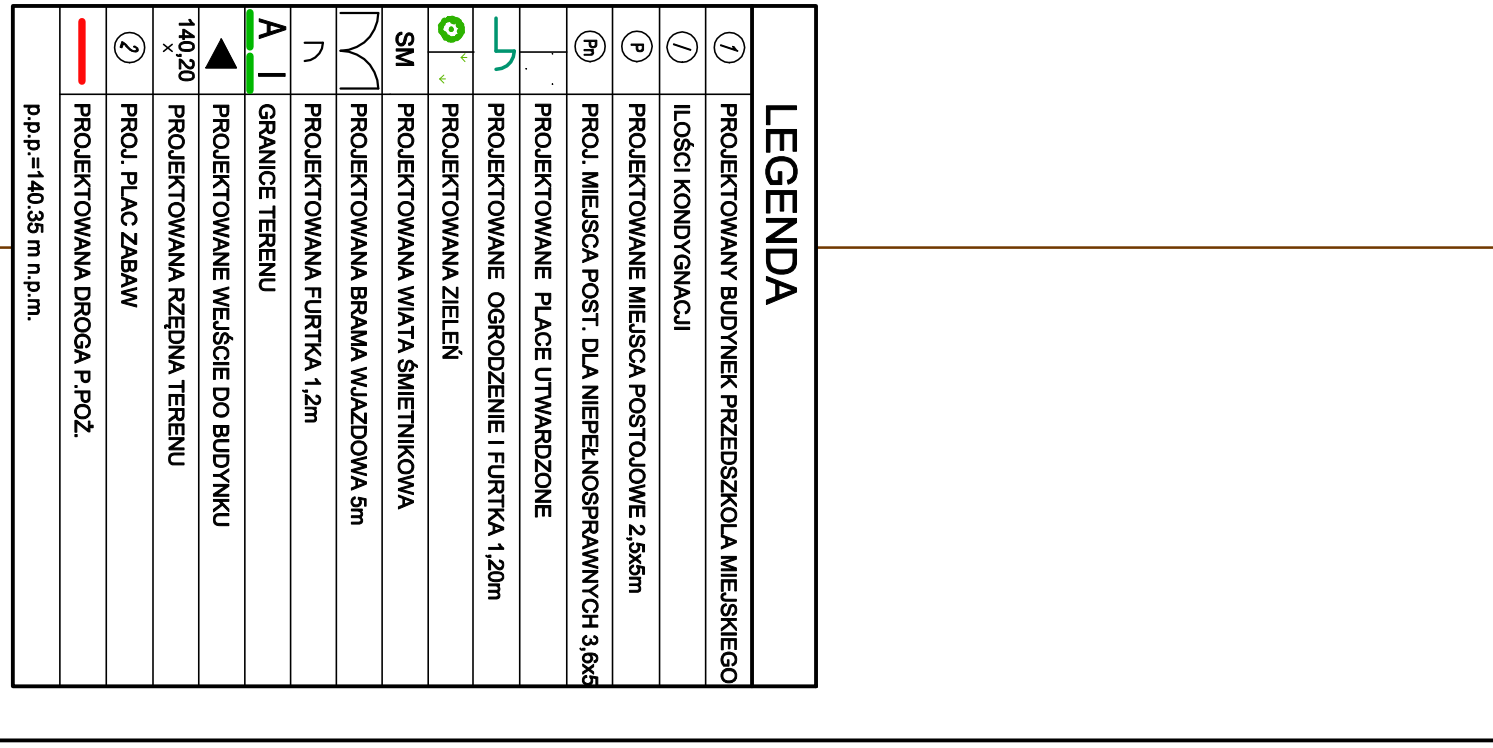 LEGENDA
1 PROJEKTOWANY BUDYNEK PRZEDSZKOLA MIEJSKIEGO
I ILOŚCI KONDYGNACJI
P PROJEKTOWANE MIEJSCA POSTOJOWE 2,5x5m
Pn PROJ. MIEJSCA POST. DLA NIEPEŁNOSPRAWNYCH 3,6x5
PROJEKTOWANE PLACE UTWARDZONE
PROJEKTOWANE OGRODZENIE I FURTKA 1,20m
PROJEKTOWANA ZIELEŃ
SM PROJEKTOWANA WIATA ŚMIETNIKOWA
PROJEKTOWANA BRAMA WJAZDOWA 5m
PROJEKTOWANA FURTKA 1,2m
A GRANICE TERENU
PROJEKTOWANE WEJŚCIE DO BUDYNKU
140,20 x PROJEKTOWANA RZĘDNA TERENU
2 PROJ. PLAC ZABAW
PROJEKTOWANA DROGA P.POŻ.
p.p.p.=140.35 m n.p.m.